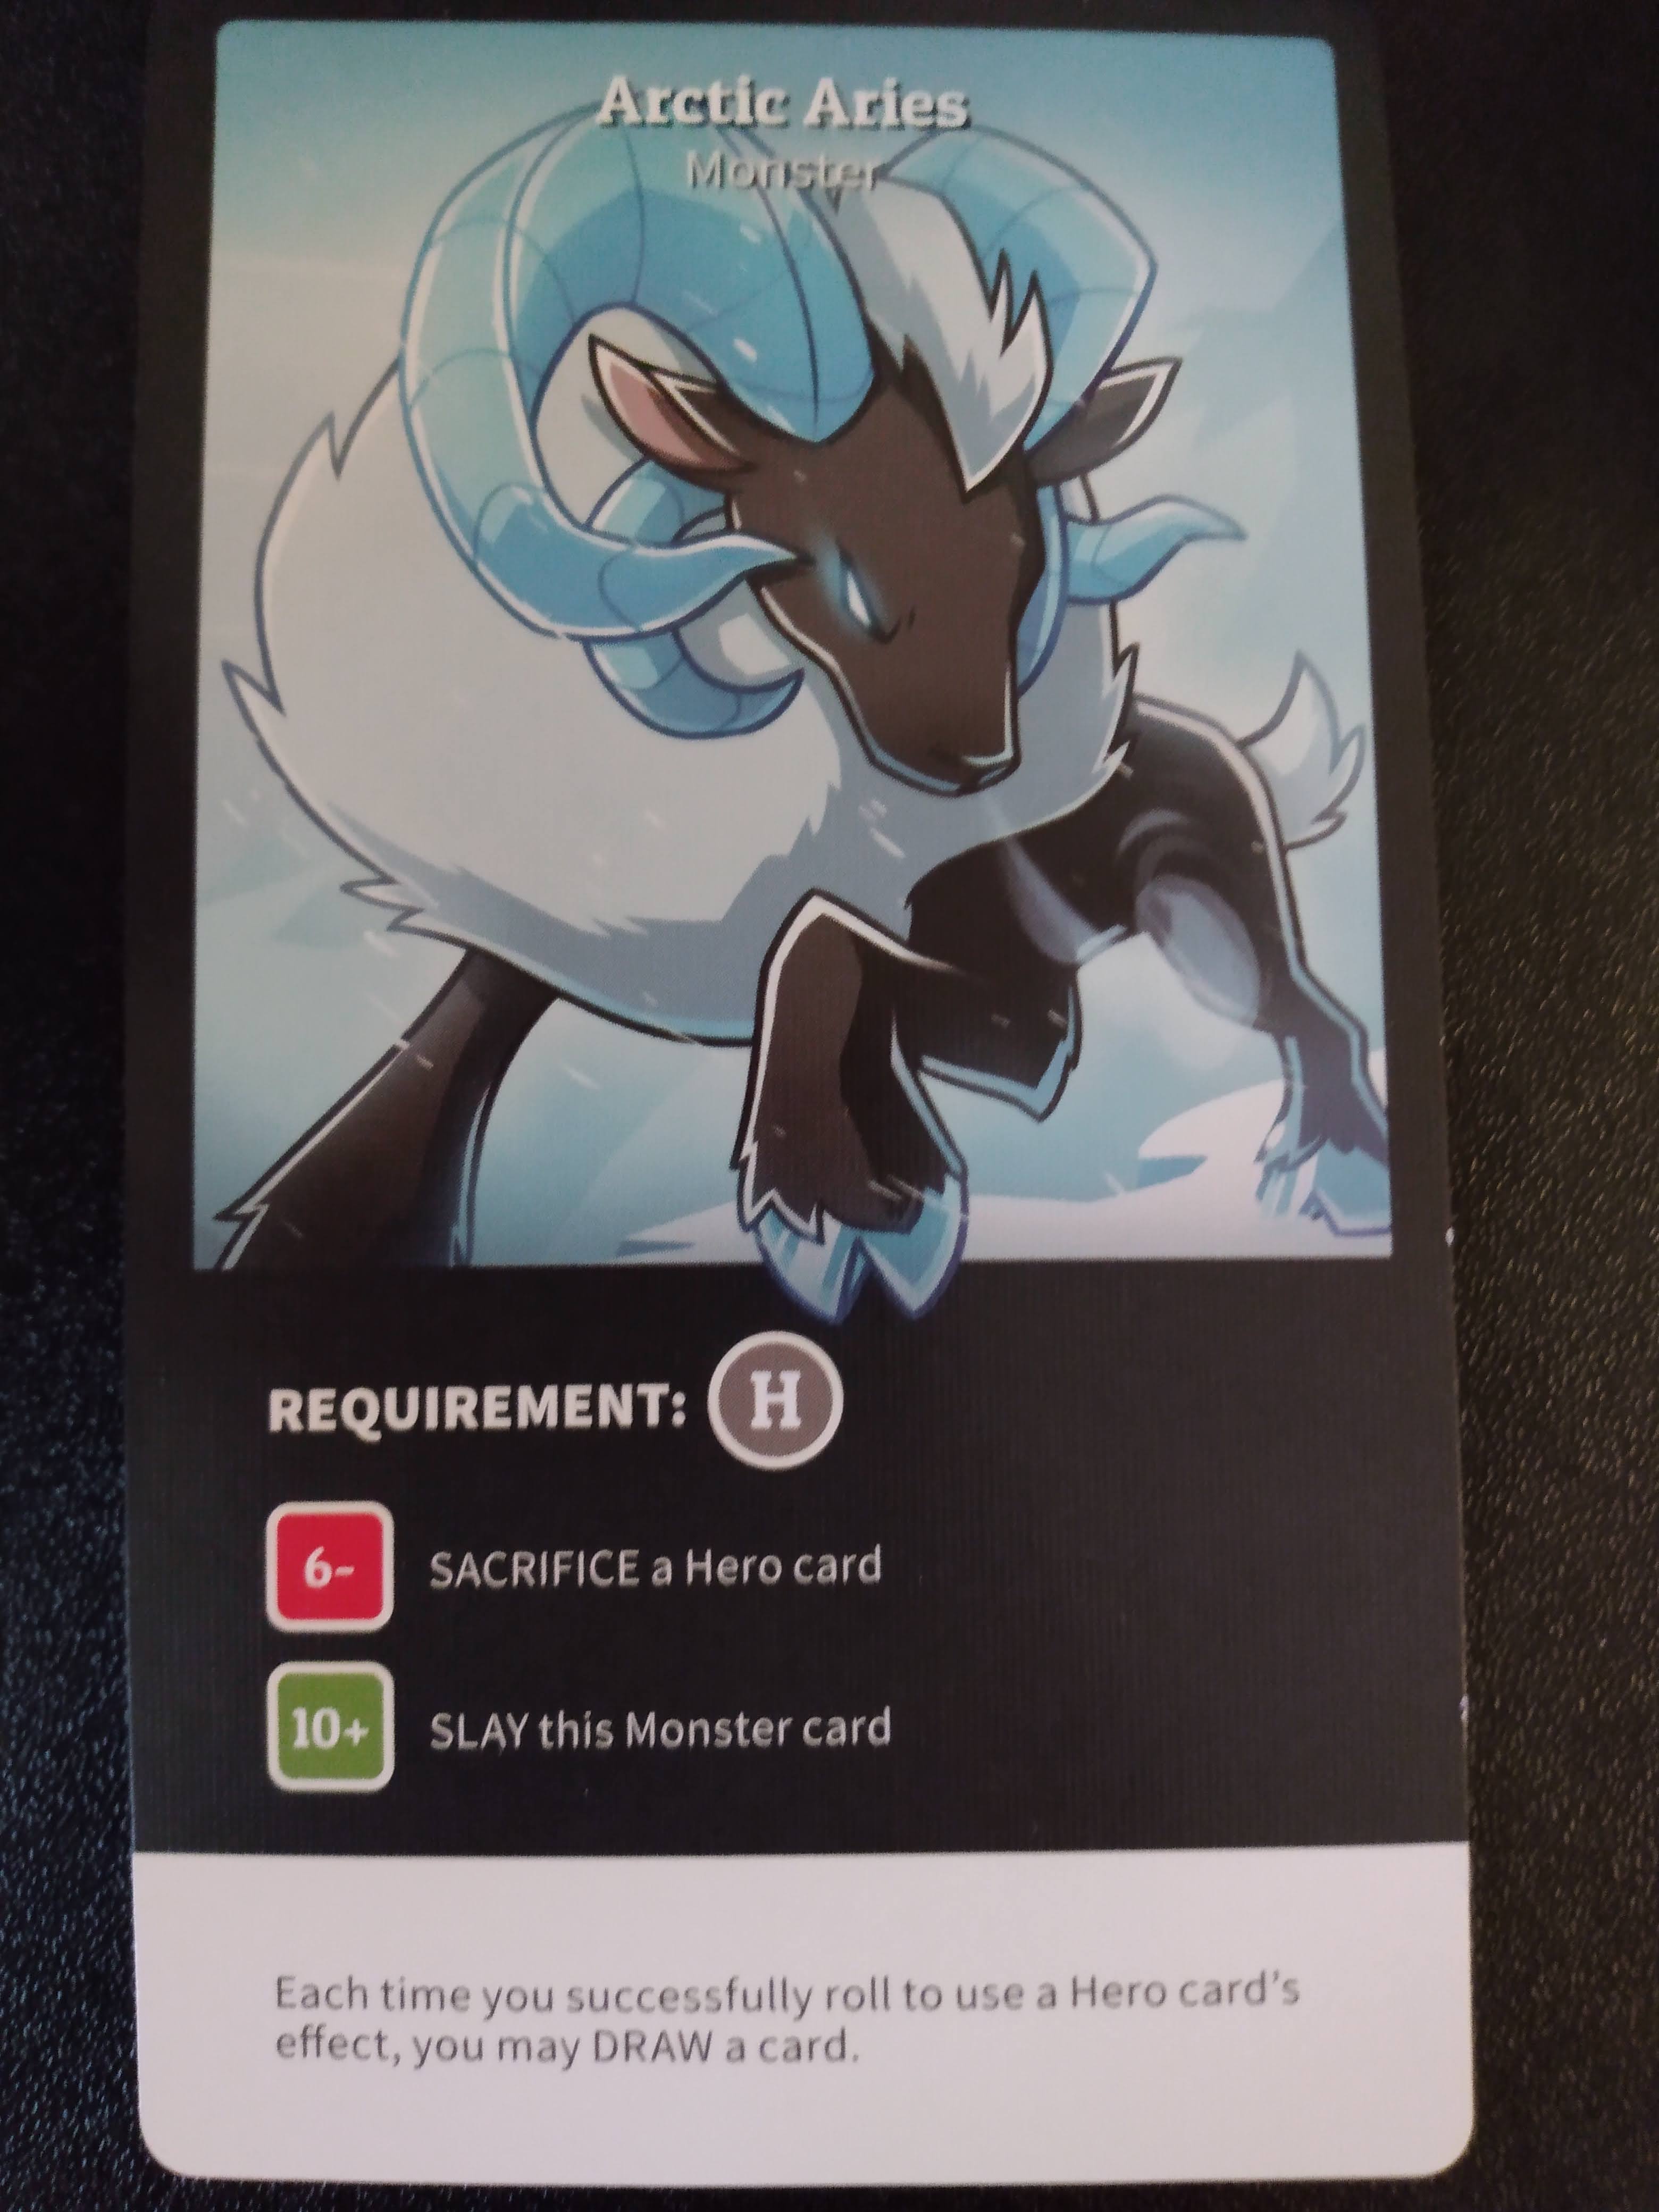 Arctic Aries
Monster
REQUIREMENT: H
6- SACRIFICE a Hero card
10+ SLAY this Monster card
Each time you successfully roll to use a Hero card's
effect, you may DRAW a card.